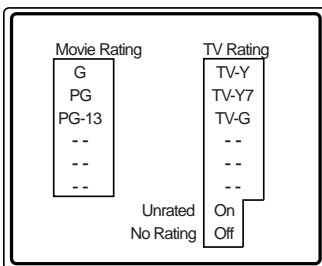 Movie Rating TV Rating
G TV-Y
PG TV-Y7
PG-13 TV-G
- - - -
- - - -
- - - -
Unrated On
No Rating Off